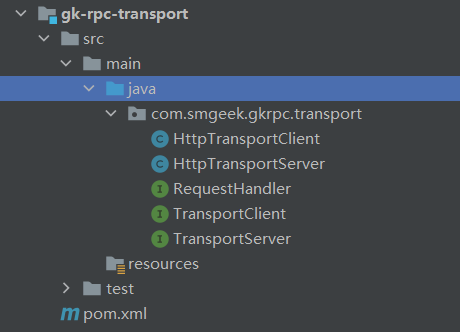 gk-rpc-transport
src
main
java
com.smgeek.gkrpc.transport
HttpTransportClient
HttpTransportServer
RequestHandler
TransportClient
TransportServer
resources
test
pom.xml